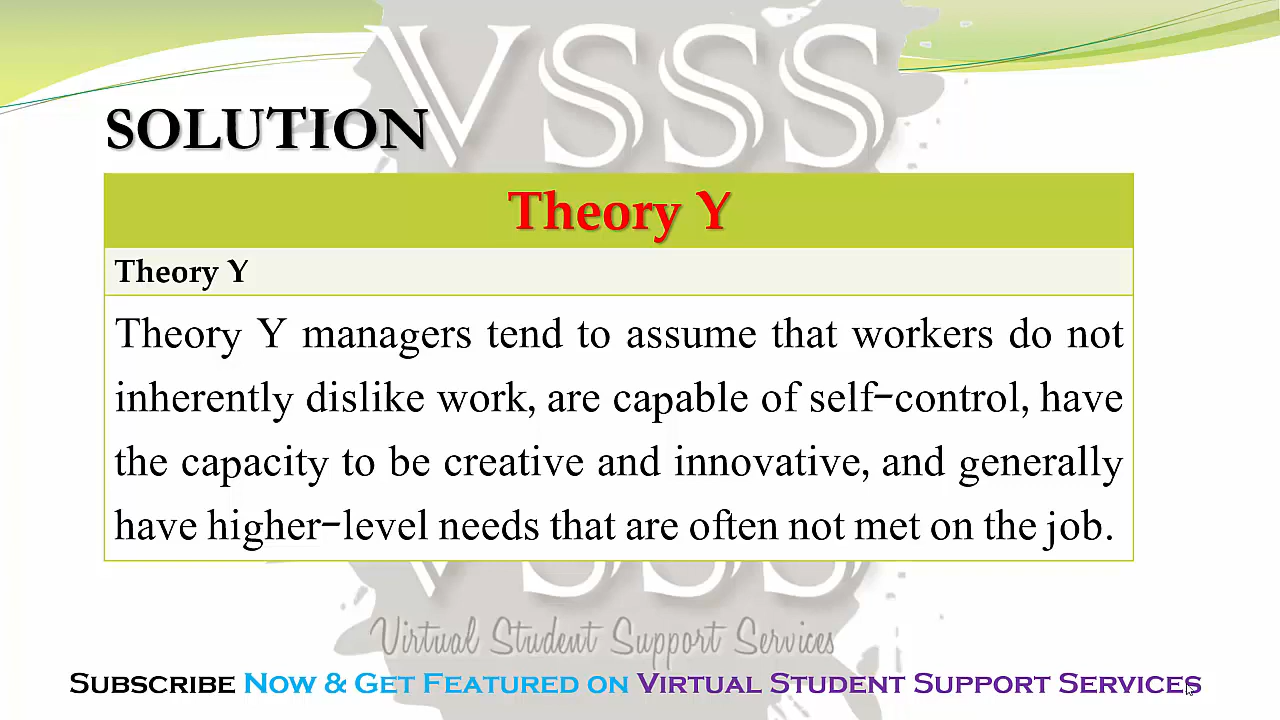 VSSS
SOLUTION
Theory Y
Theory Y
Theory Y managers tend to assume that workers do not
inherently dislike work, are capable of self-control, have
the capacity to be creative and innovative, and generally
have higher-level needs that are often not met on the job.
VSSS
Virtual Student Support Services
SUBSCRIBE NOW & GET FEATURED ON VIRTUAL STUDENT SUPPORT SERVICES